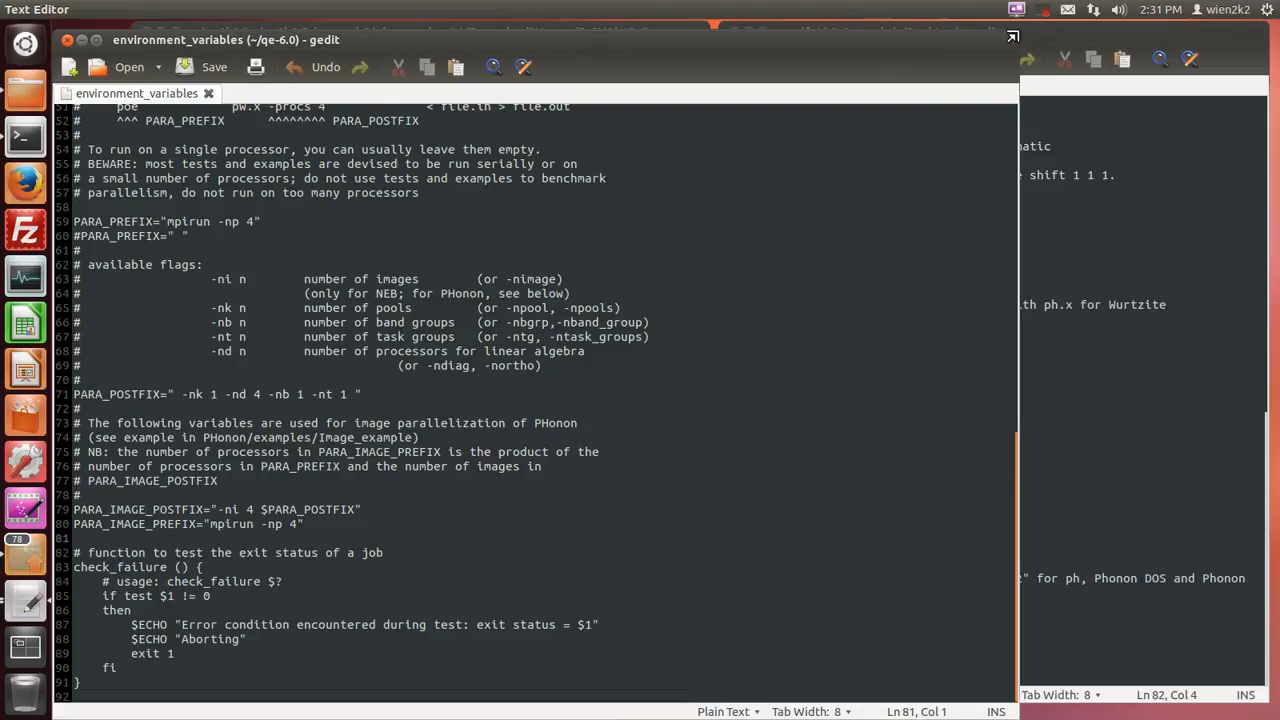 Text Editor
2:31 PM
wien2k2
environment_variables (~/qe-6.0) - gedit
Open
Save
Undo
environment_variables
51 #     poe             pw.x -procs 4              < file.in > file.out
52 #     ^^^ PARA_PREFIX      ^^^^^^^^ PARA_POSTFIX
53 #
54 # To run on a single processor, you can usually leave them empty.
55 # BEWARE: most tests and examples are devised to be run serially or on
56 # a small number of processors; do not use tests and examples to benchmark
57 # parallelism, do not run on too many processors
58
59 PARA_PREFIX="mpirun -np 4"
60 #PARA_PREFIX=" "
61 #
62 # available flags:
63 #                  -ni n        number of images        (or -nimage)
64 #                               (only for NEB; for PHonon, see below)
65 #                  -nk n        number of pools         (or -npool, -npools)
66 #                  -nb n        number of band groups   (or -nbgrp,-nband_group)
67 #                  -nt n        number of task groups   (or -ntg, -ntask_groups)
68 #                  -nd n        number of processors for linear algebra
69 #                                            (or -ndiag, -northo)
70 #
71 PARA_POSTFIX=" -nk 1 -nd 4 -nb 1 -nt 1 "
72 #
73 # The following variables are used for image parallelization of PHonon
74 # (see example in PHonon/examples/Image_example)
75 # NB: the number of processors in PARA_IMAGE_PREFIX is the product of the
76 # number of processors in PARA_PREFIX and the number of images in
77 # PARA_IMAGE_POSTFIX
78 #
79 PARA_IMAGE_POSTFIX="-ni 4 $PARA_POSTFIX"
80 PARA_IMAGE_PREFIX="mpirun -np 4"
81
82 # function to test the exit status of a job
83 check_failure () {
84     # usage: check_failure $?
85     if test $1 != 0
86     then
87         $ECHO "Error condition encountered during test: exit status = $1"
88         $ECHO "Aborting"
89         exit 1
90     fi
91 }
92
Plain Text
Tab Width: 8
Ln 81, Col 1
INS
matic
e shift 1 1 1.
ith ph.x for Wurtzite
" for ph, Phonon DOS and Phonon
Tab Width: 8
Ln 82, Col 4
INS
78